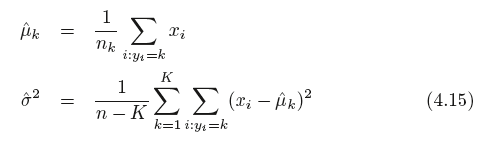 μ̂_k = 1/n_k ∑_{i:y_i=k} x_i
σ̂² = 1/(n − K) ∑_{k=1}^{K} ∑_{i:y_i=k} (x_i − μ̂_k)² (4.15)